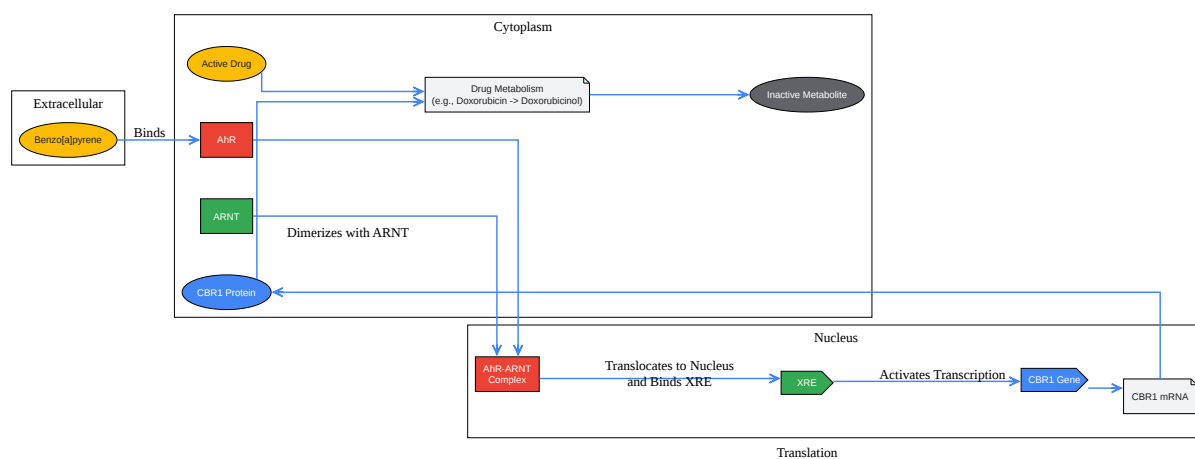 Cytoplasm
Active Drug
Drug Metabolism
(e.g., Doxorubicin -> Doxorubicinol)
Inactive Metabolite
Extracellular
Benzo[a]pyrene
Binds
AhR
ARNT
Dimerizes with ARNT
CBR1 Protein
Nucleus
AhR-ARNT
Complex
Translocates to Nucleus
and Binds XRE
XRE
Activates Transcription
CBR1 Gene
CBR1 mRNA
Translation